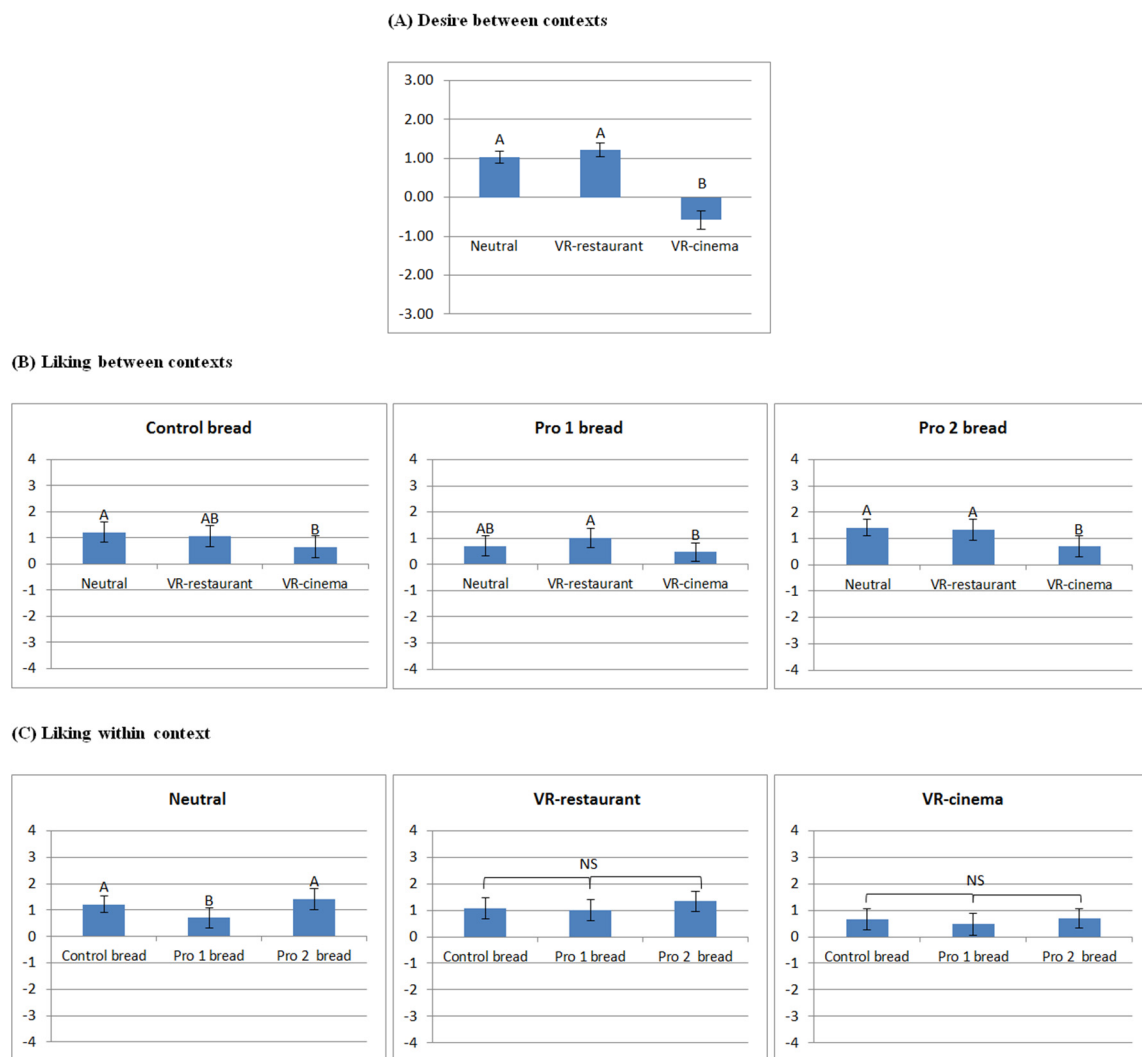 (A) Desire between contexts
3.00
2.00
1.00
0.00
-1.00
-2.00
-3.00
A
A
B
Neutral VR-restaurant VR-cinema
(B) Liking between contexts
Control bread
4
3
2
1
0
-1
-2
-3
-4
A AB B
Neutral VR-restaurant VR-cinema
Pro 1 bread
4
3
2
1
0
-1
-2
-3
-4
AB A B
Neutral VR-restaurant VR-cinema
Pro 2 bread
4
3
2
1
0
-1
-2
-3
-4
A A B
Neutral VR-restaurant VR-cinema
(C) Liking within context
Neutral
4
3
2
1
0
-1
-2
-3
-4
A B A
Control bread Pro 1 bread Pro 2 bread
VR-restaurant
4
3
2
1
0
-1
-2
-3
-4
NS
Control bread Pro 1 bread Pro 2 bread
VR-cinema
4
3
2
1
0
-1
-2
-3
-4
NS
Control bread Pro 1 bread Pro 2 bread